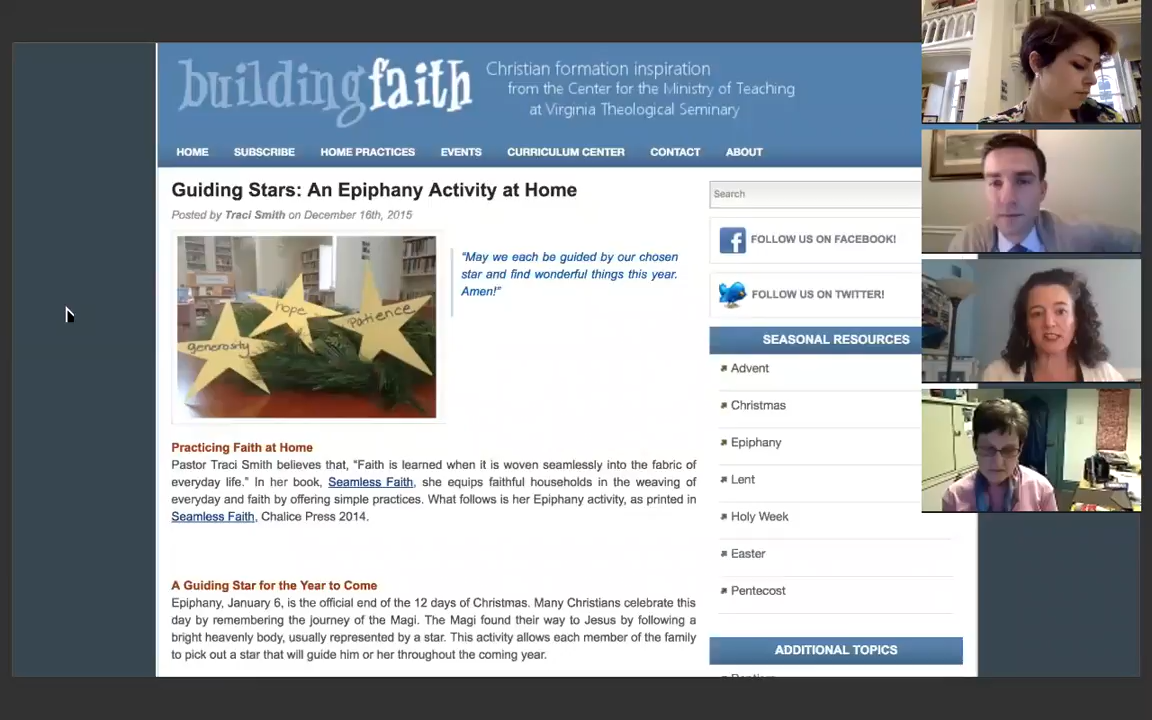 buildingfaith
Christian formation inspiration
from the Center for the Ministry of Teaching
at Virginia Theological Seminary
HOME SUBSCRIBE HOME PRACTICES EVENTS CURRICULUM CENTER CONTACT ABOUT
Guiding Stars: An Epiphany Activity at Home
Posted by Traci Smith on December 16th, 2015
generosity
hope
Patience
"May we each be guided by our chosen
star and find wonderful things this year.
Amen!"
Practicing Faith at Home
Pastor Traci Smith believes that, "Faith is learned when it is woven seamlessly into the fabric of
everyday life." In her book, Seamless Faith, she equips faithful households in the weaving of
everyday and faith by offering simple practices. What follows is her Epiphany activity, as printed in
Seamless Faith, Chalice Press 2014.
A Guiding Star for the Year to Come
Epiphany, January 6, is the official end of the 12 days of Christmas. Many Christians celebrate this
day by remembering the journey of the Magi. The Magi found their way to Jesus by following a
bright heavenly body, usually represented by a star. This activity allows each member of the family
to pick out a star that will guide him or her throughout the coming year.
Search
FOLLOW US ON FACEBOOK!
FOLLOW US ON TWITTER!
SEASONAL RESOURCES
Advent
Christmas
Epiphany
Lent
Holy Week
Easter
Pentecost
ADDITIONAL TOPICS